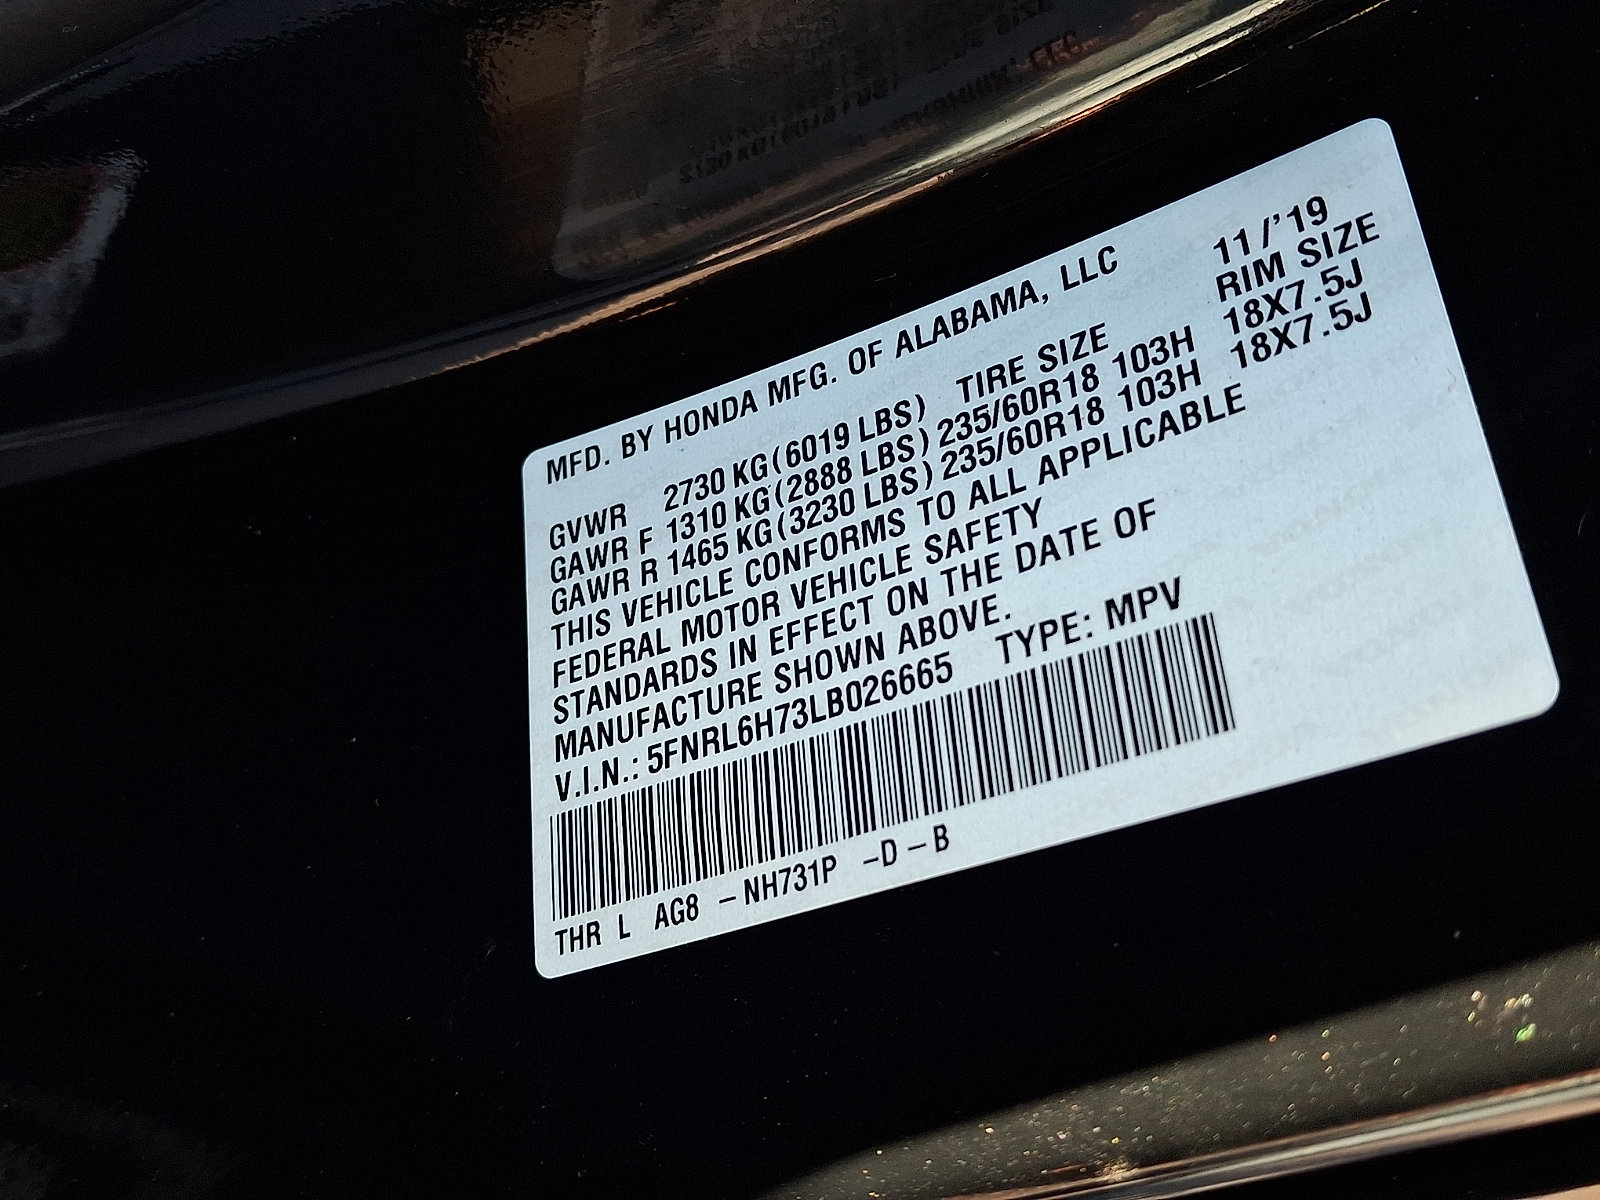 MFD. BY HONDA MFG. OF ALABAMA, LLC 11/'19
TIRE SIZE RIM SIZE
GVWR 2730 KG(6019 LBS)
GAWR F 1310 KG(2888 LBS) 235/60R18 103H 18X7.5J
GAWR R 1465 KG(3230 LBS) 235/60R18 103H 18X7.5J
THIS VEHICLE CONFORMS TO ALL APPLICABLE
FEDERAL MOTOR VEHICLE SAFETY
STANDARDS IN EFFECT ON THE DATE OF
MANUFACTURE SHOWN ABOVE.
V.I.N.: 5FNRL6H73LB026665 TYPE: MPV
THR L AG8 -NH731P -D-B